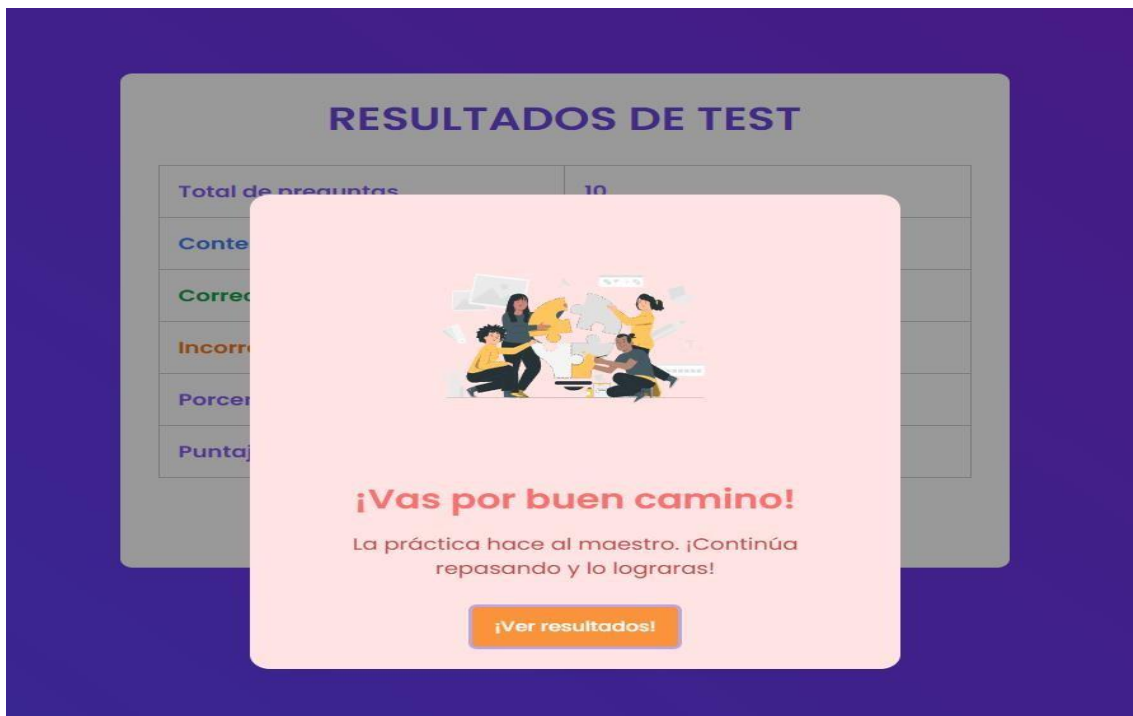 RESULTADOS DE TEST
Total de preguntas 10
Conte
Correc
Incorr
Porcen
Puntaj
¡Vas por buen camino!
La práctica hace al maestro. ¡Continúa
repasando y lo lograras!
¡Ver resultados!